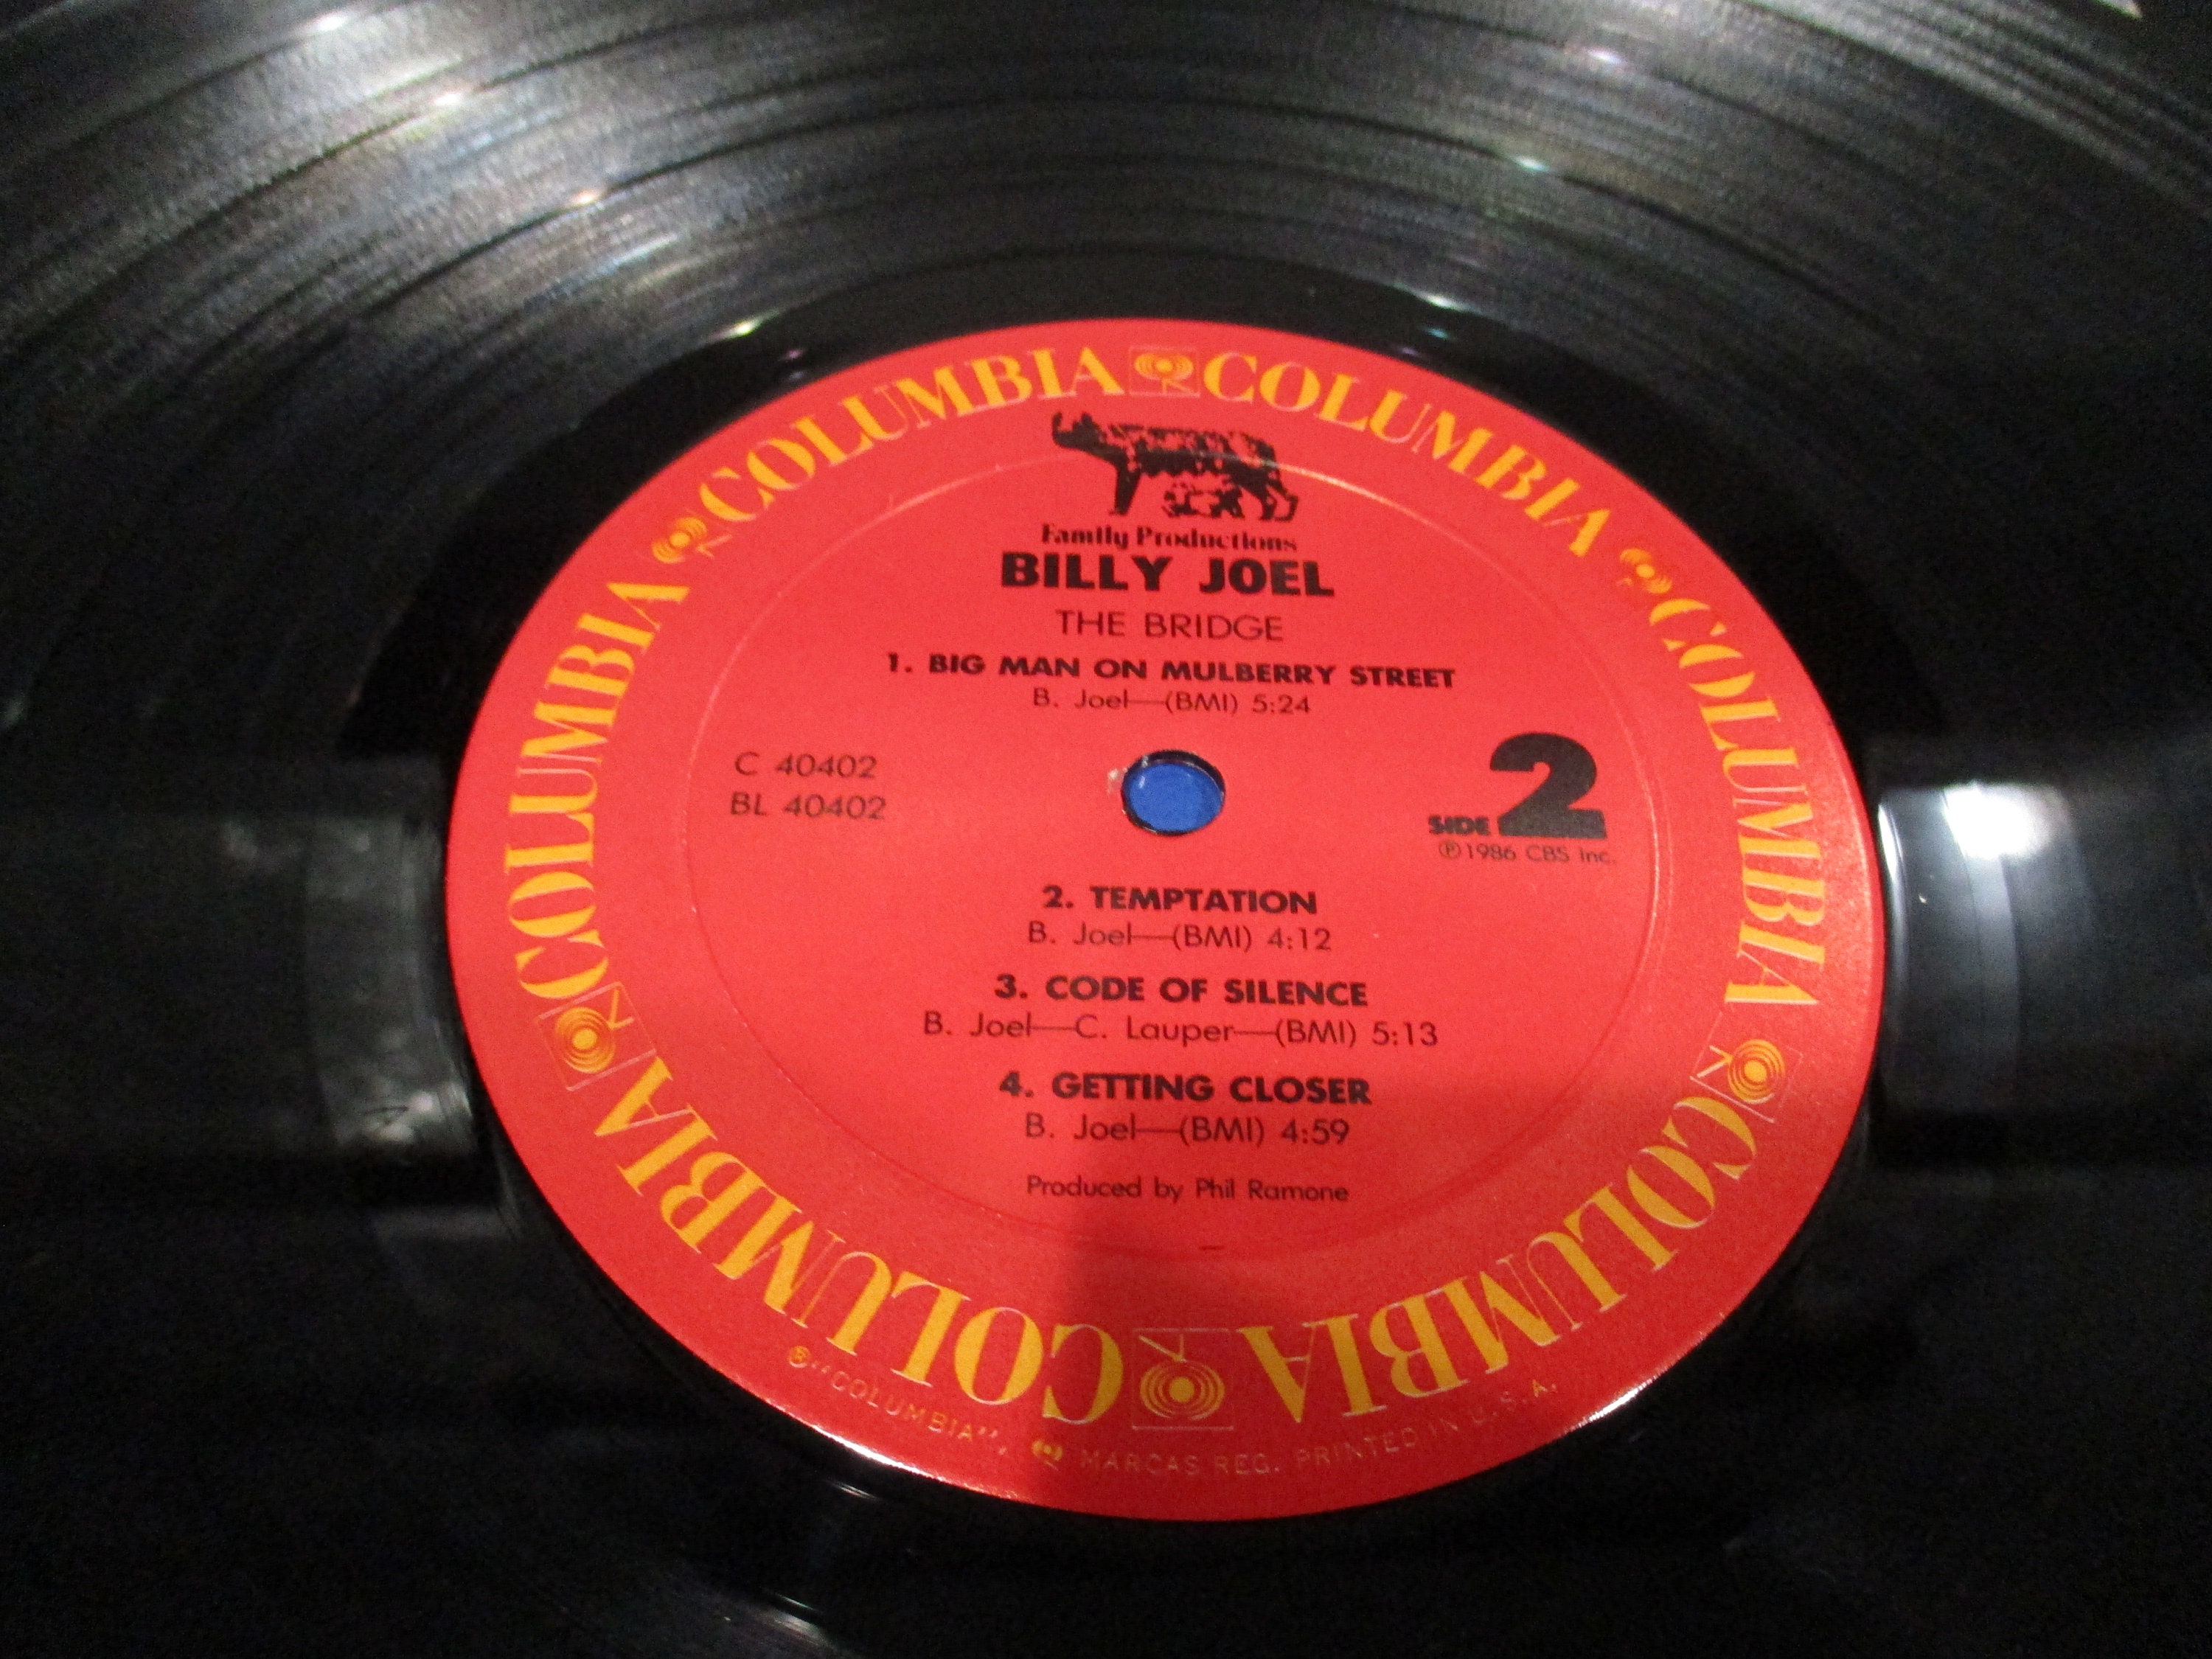 COLUMBIA COLUMBIA COLUMBIA COLUMBIA COLUMBIA COLUMBIA
Family Productions
BILLY JOEL
THE BRIDGE
1. BIG MAN ON MULBERRY STREET
B. Joel—(BMI) 5:24
C 40402
BL 40402
SIDE 2
℗1986 CBS Inc.
2. TEMPTATION
B. Joel—(BMI) 4:12
3. CODE OF SILENCE
B. Joel—C. Lauper—(BMI) 5:13
4. GETTING CLOSER
B. Joel—(BMI) 4:59
Produced by Phil Ramone
®"COLUMBIA", MARCAS REG. PRINTED IN U.S.A.